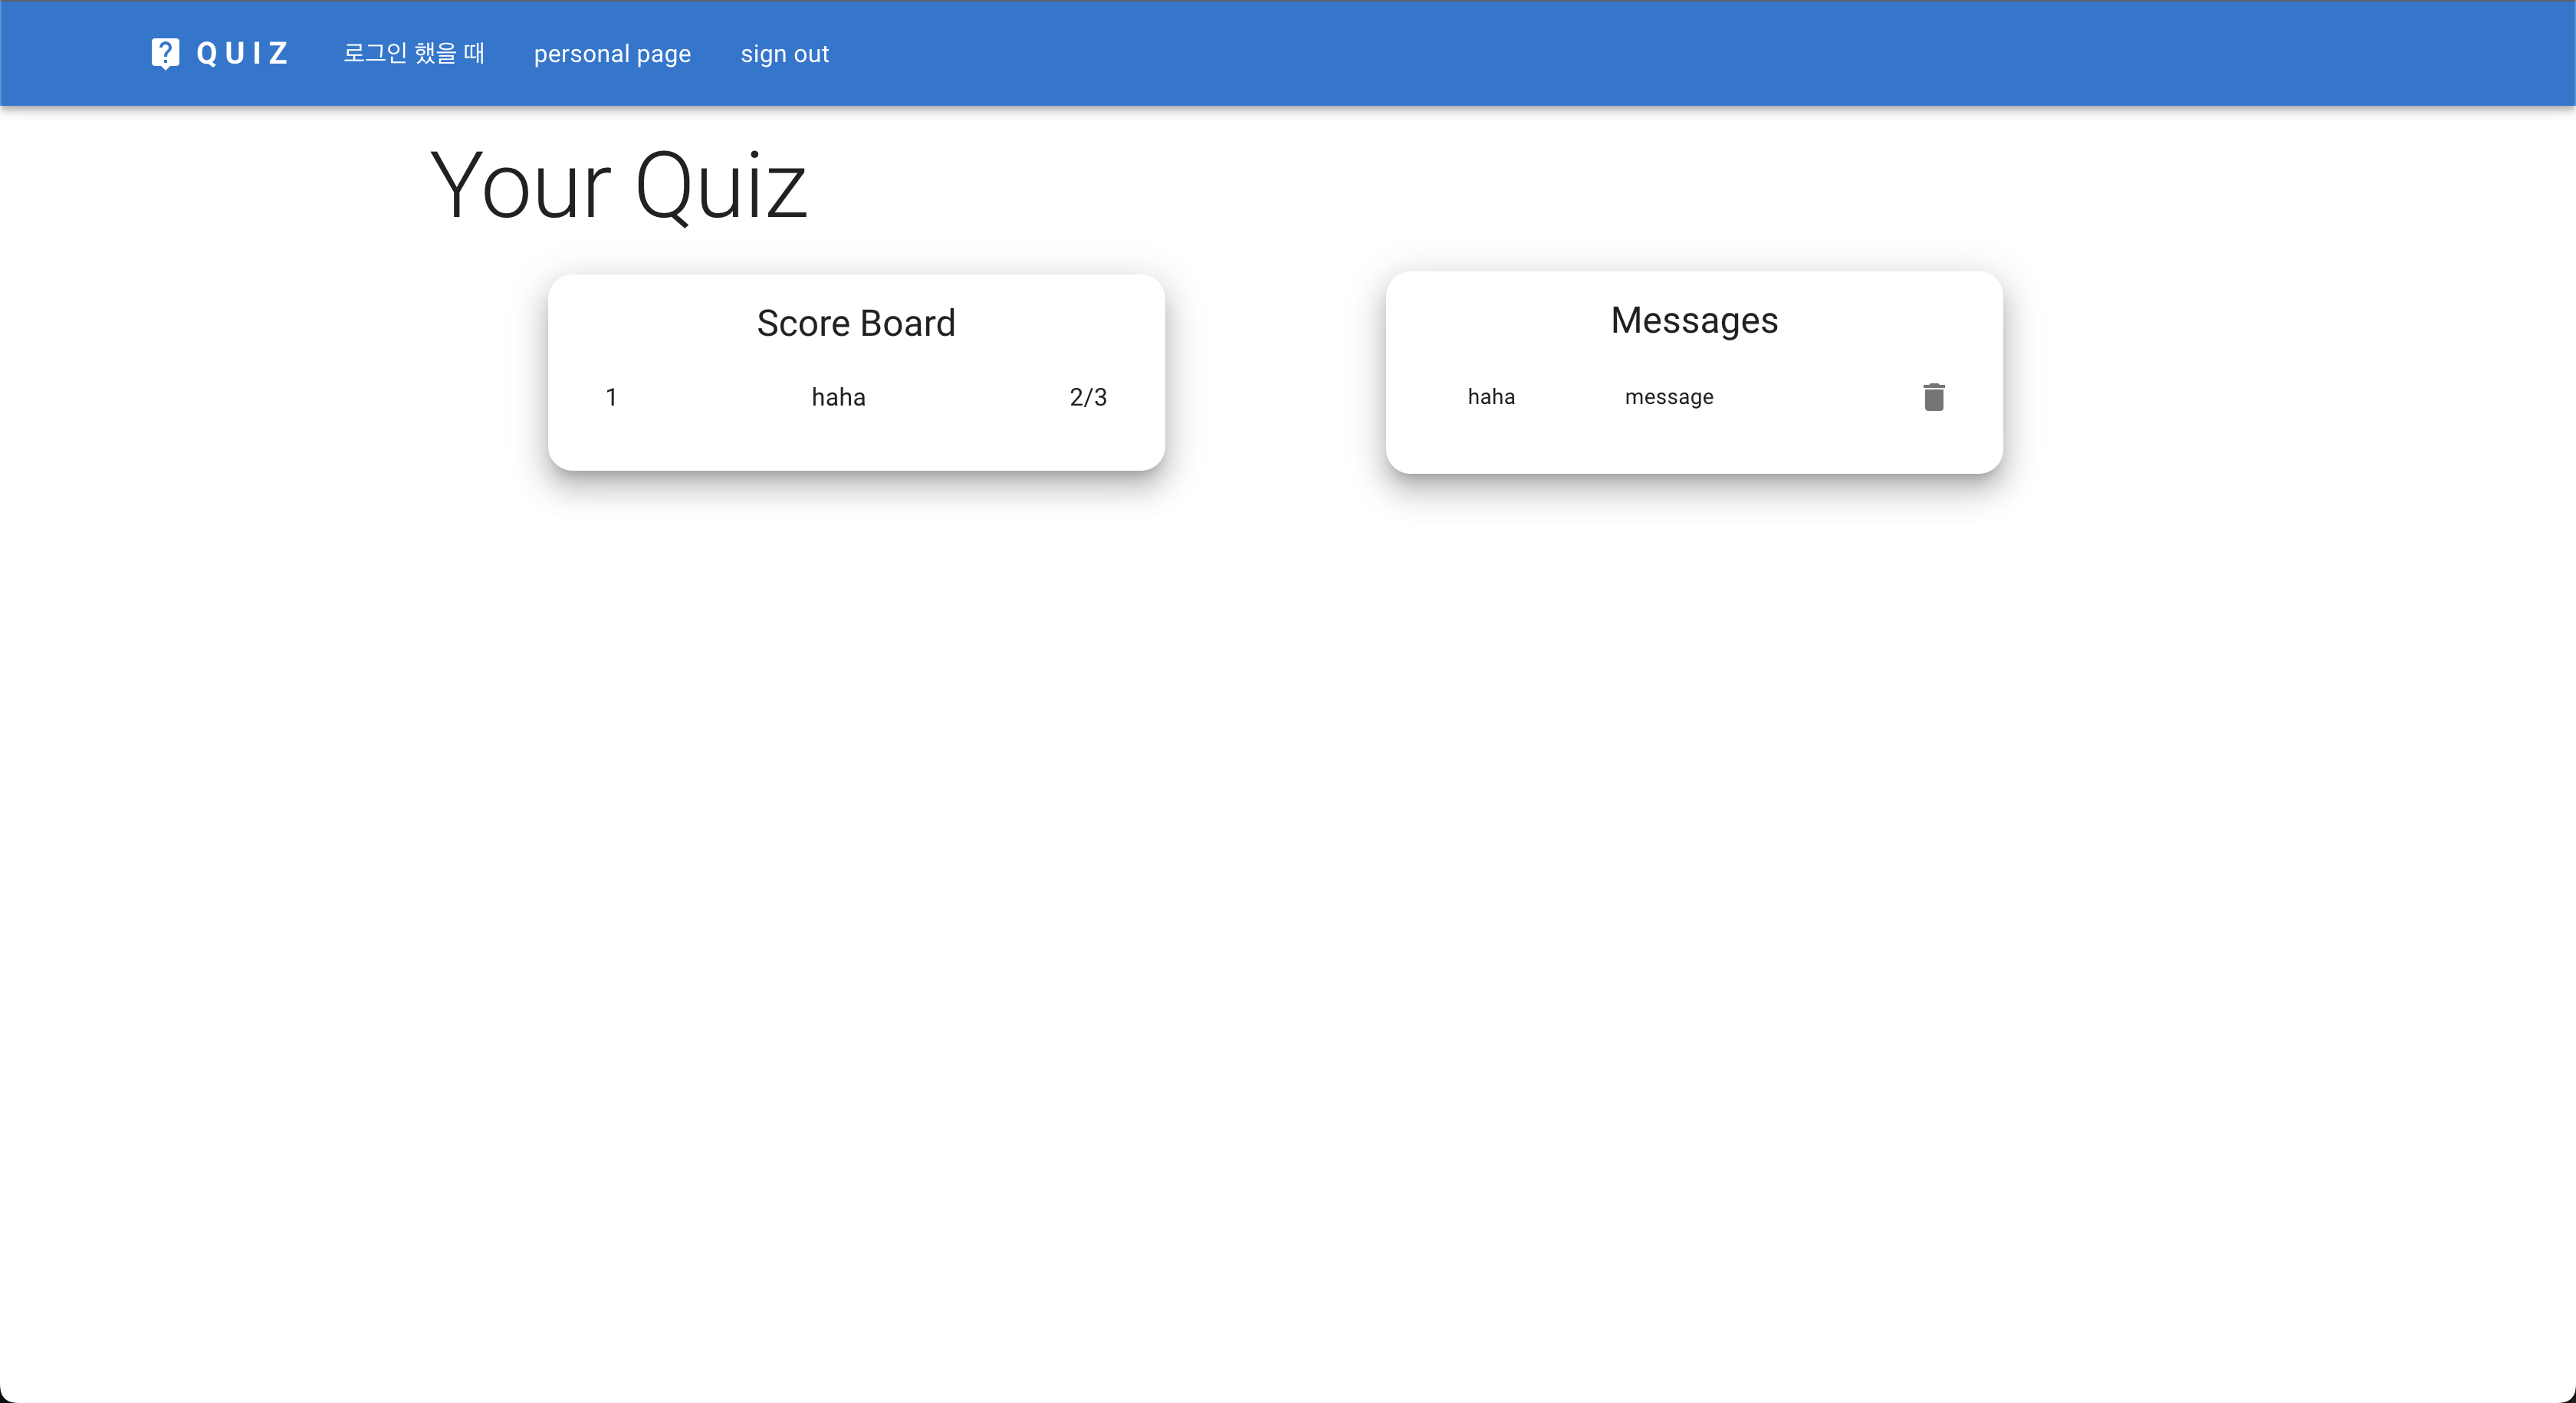 QUIZ 로그인 했을 때 personal page sign out
Your Quiz
Score Board
1 haha 2/3
Messages
haha message